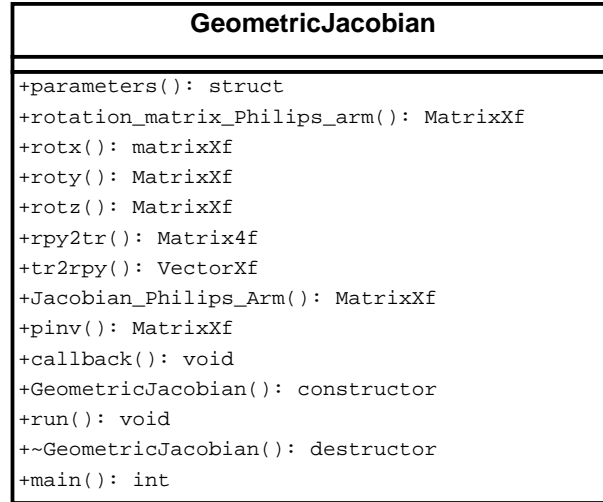 GeometricJacobian
+parameters(): struct
+rotation_matrix_Philips_arm(): MatrixXf
+rotx(): matrixXf
+roty(): MatrixXf
+rotz(): MatrixXf
+rpy2tr(): Matrix4f
+tr2rpy(): VectorXf
+Jacobian_Philips_Arm(): MatrixXf
+pinv(): MatrixXf
+callback(): void
+GeometricJacobian(): constructor
+run(): void
+~GeometricJacobian(): destructor
+main(): int